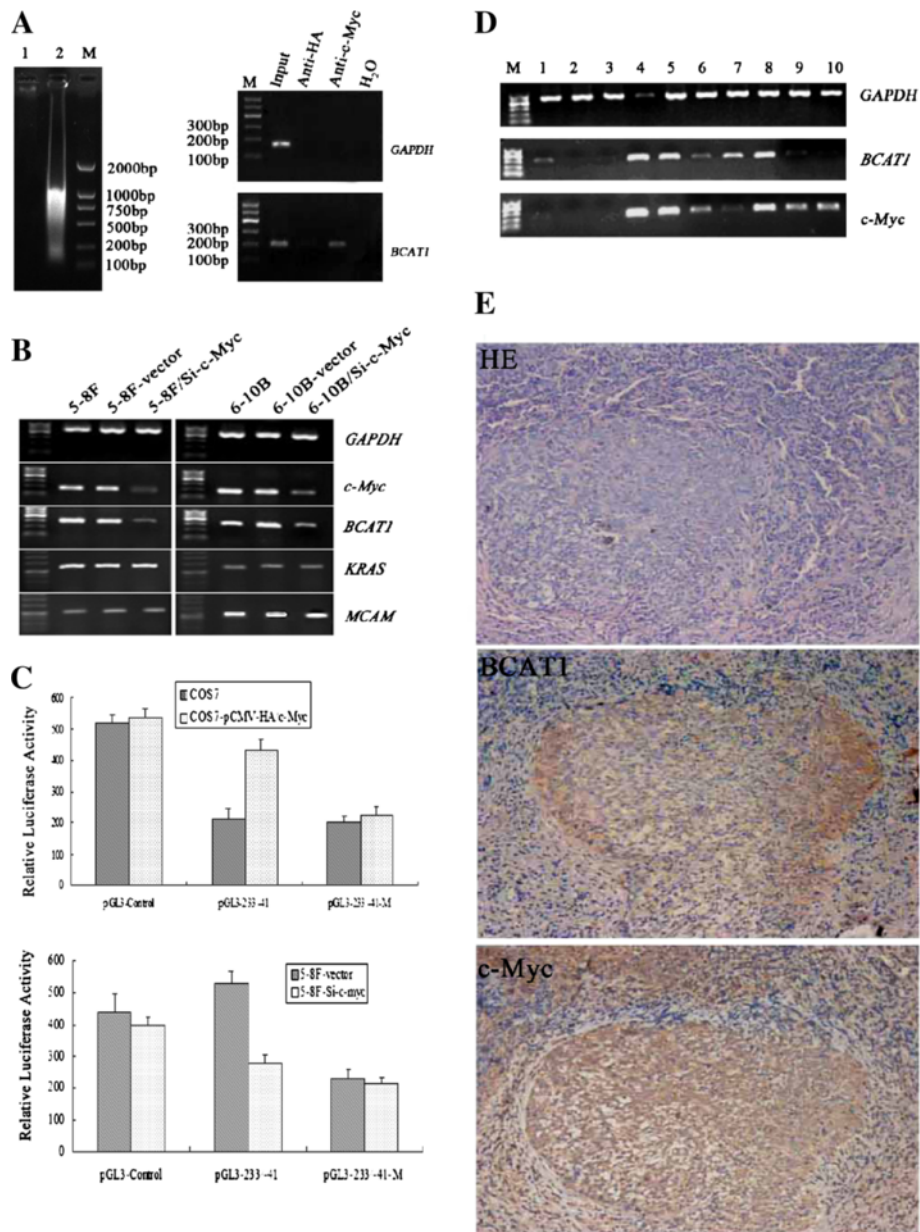 A
1 2 M
2000bp
1000bp
750bp
500bp
200bp
100bp
M Input Anti-HA Anti-c-Myc H2O
300bp
200bp
100bp
GAPDH
300bp
200bp
100bp
BCAT1
B
5-8F 5-8F-vector 5-8F/Si-c-Myc 6-10B 6-10B-vector 6-10B/Si-c-Myc
GAPDH
c-Myc
BCAT1
KRAS
MCAM
C
Relative Luciferase Activity
600
500
400
300
200
100
0
COS7
COS7-pCMV-HA/c-Myc
pGL3-Control pGL3-233 -41 pGL3-233 -41-M
Relative Luciferase Activity
600
500
400
300
200
100
0
5-8F-vector
5-8F-Si-c-myc
pGL3-Control pGL3-233 -41 pGL3-233 -41-M
D
M 1 2 3 4 5 6 7 8 9 10
GAPDH
BCAT1
c-Myc
E
HE
BCAT1
c-Myc